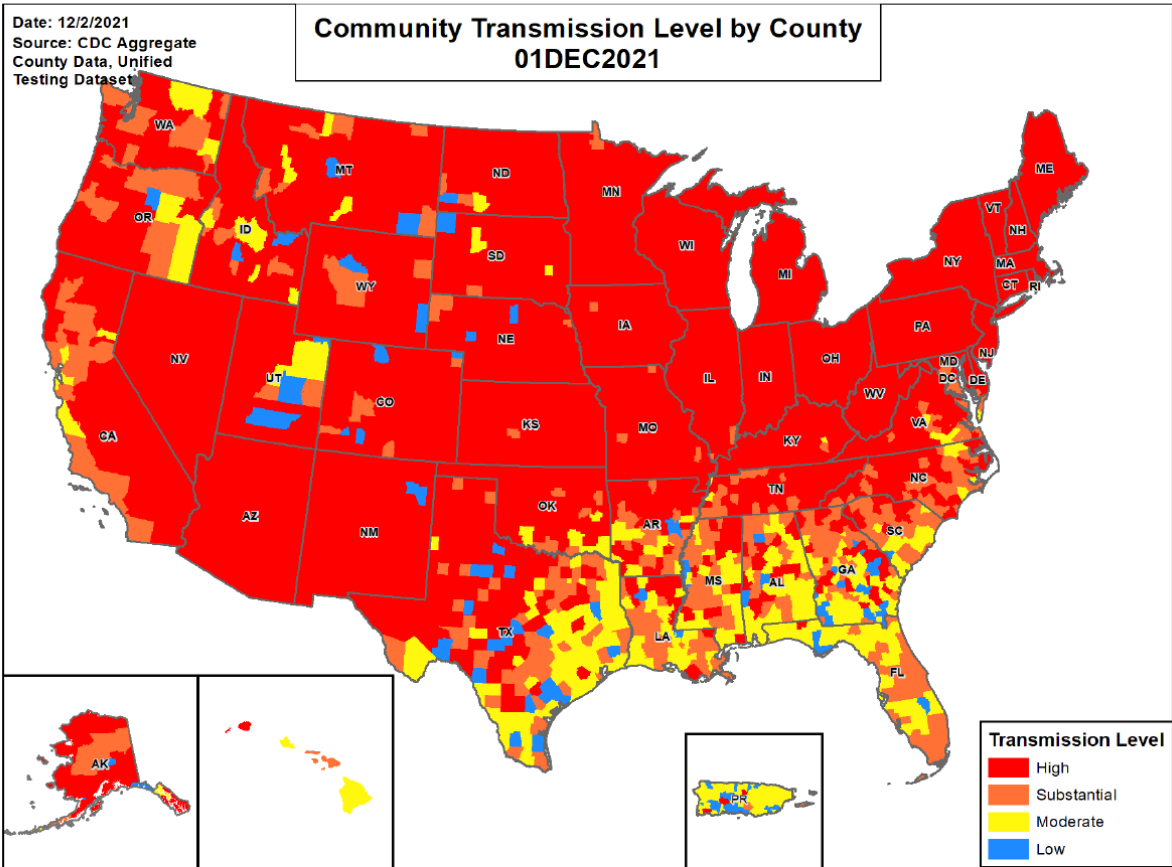 Date: 12/2/2021
Source: CDC Aggregate
County Data, Unified
Testing Dataset
Community Transmission Level by County
01DEC2021
WA
MT
ND
MN
ME
OR
ID
SD
WI
VT
NH
WY
MI
NY
MA
CT
RI
IA
NE
PA
NV
UT
IL
IN
OH
NJ
MD
DC
DE
CO
WV
CA
KS
MO
VA
KY
NC
TN
AZ
NM
OK
AR
SC
MS
AL
GA
TX
LA
FL
AK
PR
Transmission Level
High
Substantial
Moderate
Low